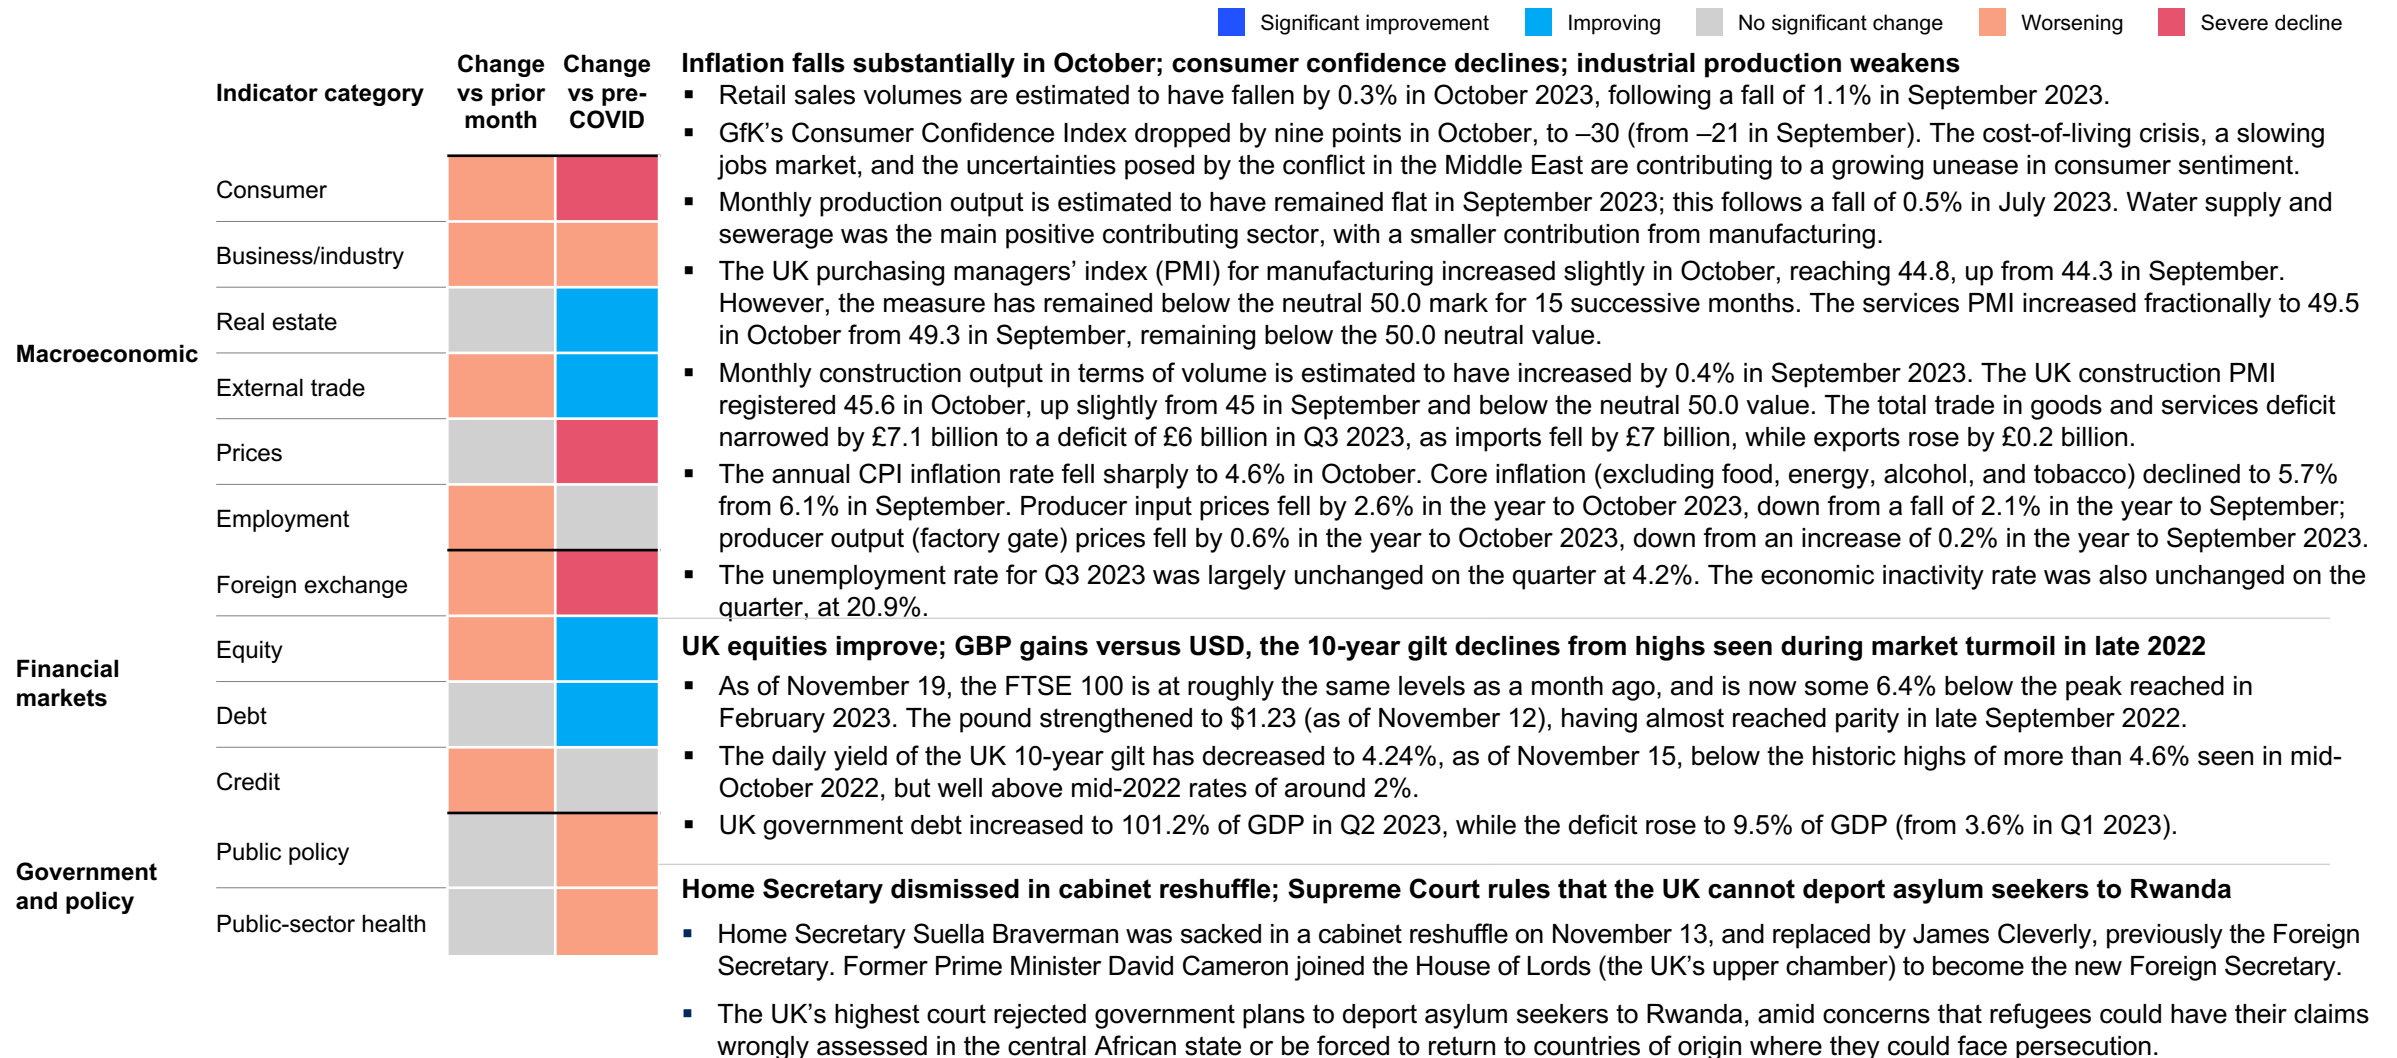 Significant improvement
Improving
No significant change
Worsening
Severe decline
Indicator category
Change
vs prior
month
Change
vs pre-
COVID
Macroeconomic
Consumer
Business/industry
Real estate
External trade
Prices
Employment
Financial
markets
Foreign exchange
Equity
Debt
Credit
Government
and policy
Public policy
Public-sector health
Inflation falls substantially in October; consumer confidence declines; industrial production weakens
▪ Retail sales volumes are estimated to have fallen by 0.3% in October 2023, following a fall of 1.1% in September 2023.
▪ GfK’s Consumer Confidence Index dropped by nine points in October, to –30 (from –21 in September). The cost-of-living crisis, a slowing
jobs market, and the uncertainties posed by the conflict in the Middle East are contributing to a growing unease in consumer sentiment.
▪ Monthly production output is estimated to have remained flat in September 2023; this follows a fall of 0.5% in July 2023. Water supply and
sewerage was the main positive contributing sector, with a smaller contribution from manufacturing.
▪ The UK purchasing managers’ index (PMI) for manufacturing increased slightly in October, reaching 44.8, up from 44.3 in September.
However, the measure has remained below the neutral 50.0 mark for 15 successive months. The services PMI increased fractionally to 49.5
in October from 49.3 in September, remaining below the 50.0 neutral value.
▪ Monthly construction output in terms of volume is estimated to have increased by 0.4% in September 2023. The UK construction PMI
registered 45.6 in October, up slightly from 45 in September and below the neutral 50.0 value. The total trade in goods and services deficit
narrowed by £7.1 billion to a deficit of £6 billion in Q3 2023, as imports fell by £7 billion, while exports rose by £0.2 billion.
▪ The annual CPI inflation rate fell sharply to 4.6% in October. Core inflation (excluding food, energy, alcohol, and tobacco) declined to 5.7%
from 6.1% in September. Producer input prices fell by 2.6% in the year to October 2023, down from a fall of 2.1% in the year to September;
producer output (factory gate) prices fell by 0.6% in the year to October 2023, down from an increase of 0.2% in the year to September 2023.
▪ The unemployment rate for Q3 2023 was largely unchanged on the quarter at 4.2%. The economic inactivity rate was also unchanged on the
quarter, at 20.9%.
UK equities improve; GBP gains versus USD, the 10-year gilt declines from highs seen during market turmoil in late 2022
▪ As of November 19, the FTSE 100 is at roughly the same levels as a month ago, and is now some 6.4% below the peak reached in
February 2023. The pound strengthened to $1.23 (as of November 12), having almost reached parity in late September 2022.
▪ The daily yield of the UK 10-year gilt has decreased to 4.24%, as of November 15, below the historic highs of more than 4.6% seen in mid-
October 2022, but well above mid-2022 rates of around 2%.
▪ UK government debt increased to 101.2% of GDP in Q2 2023, while the deficit rose to 9.5% of GDP (from 3.6% in Q1 2023).
Home Secretary dismissed in cabinet reshuffle; Supreme Court rules that the UK cannot deport asylum seekers to Rwanda
▪ Home Secretary Suella Braverman was sacked in a cabinet reshuffle on November 13, and replaced by James Cleverly, previously the Foreign
Secretary. Former Prime Minister David Cameron joined the House of Lords (the UK’s upper chamber) to become the new Foreign Secretary.
▪ The UK’s highest court rejected government plans to deport asylum seekers to Rwanda, amid concerns that refugees could have their claims
wrongly assessed in the central African state or be forced to return to countries of origin where they could face persecution.